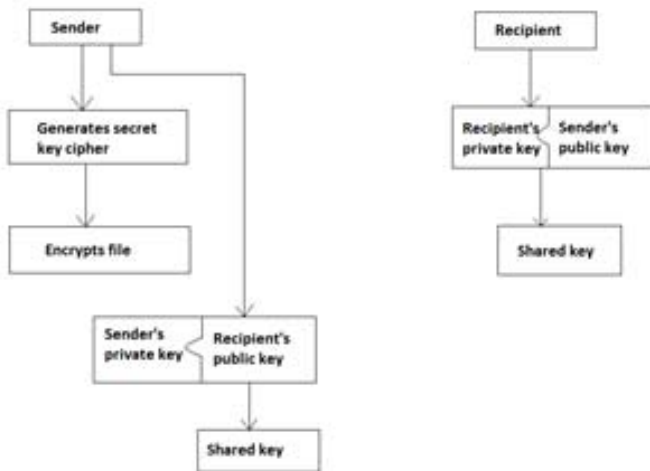 Sender
Generates secret
key cipher
Encrypts file
Sender's
private key
Recipient's
public key
Shared key
Recipient
Recipient's
private key
Sender's
public key
Shared key